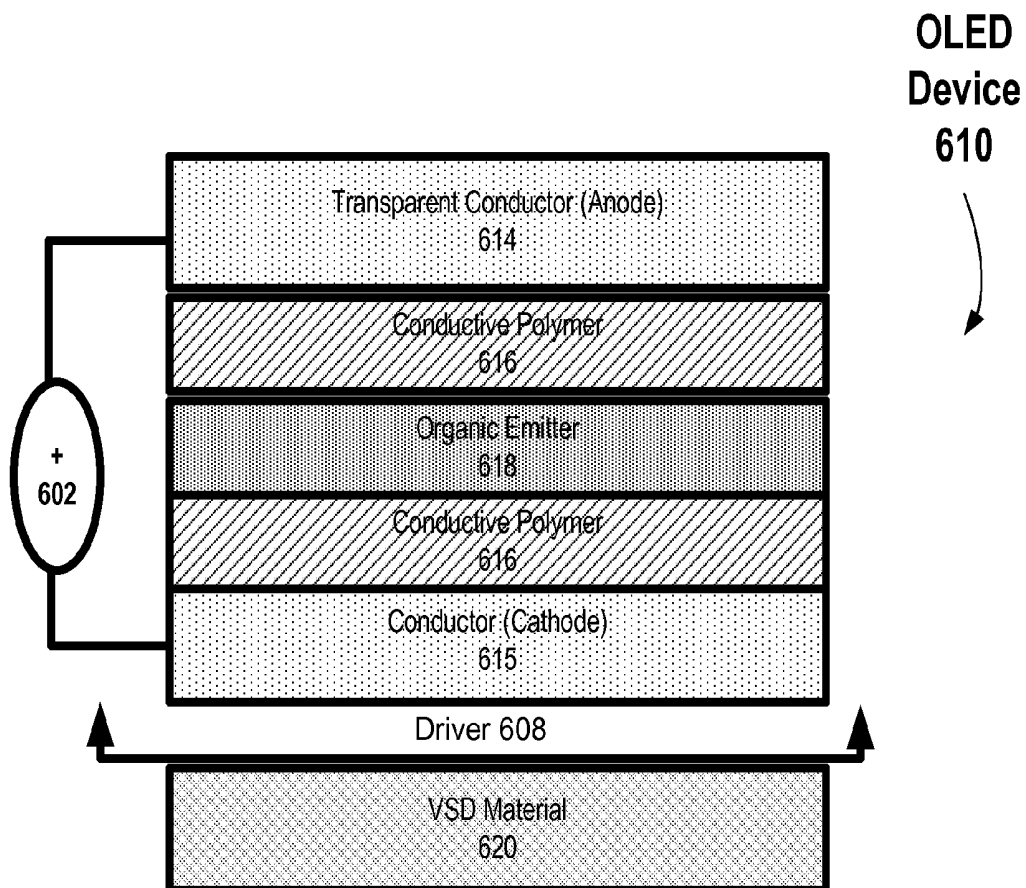 OLED
Device
610
Transparent Conductor (Anode)
614
Conductive Polymer
616
Organic Emitter
618
+
602
Conductive Polymer
616
Conductor (Cathode)
615
Driver 608
VSD Material
620